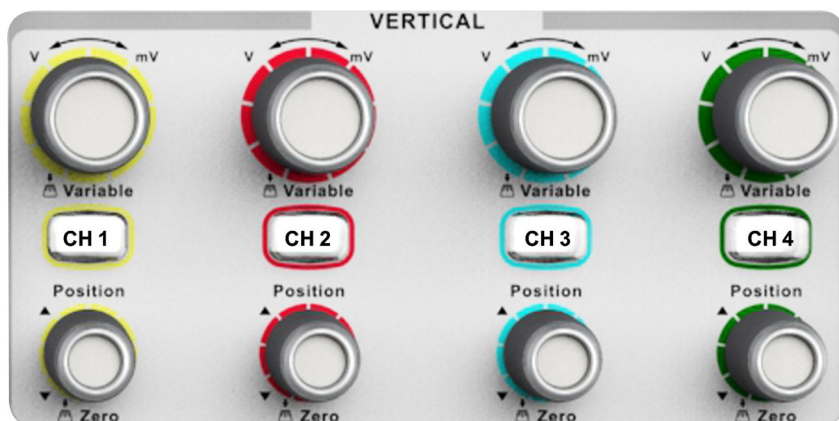 VERTICAL
V mV V mV V mV V mV
Variable Variable Variable Variable
CH 1 CH 2 CH 3 CH 4
Position Position Position Position
Zero Zero Zero Zero